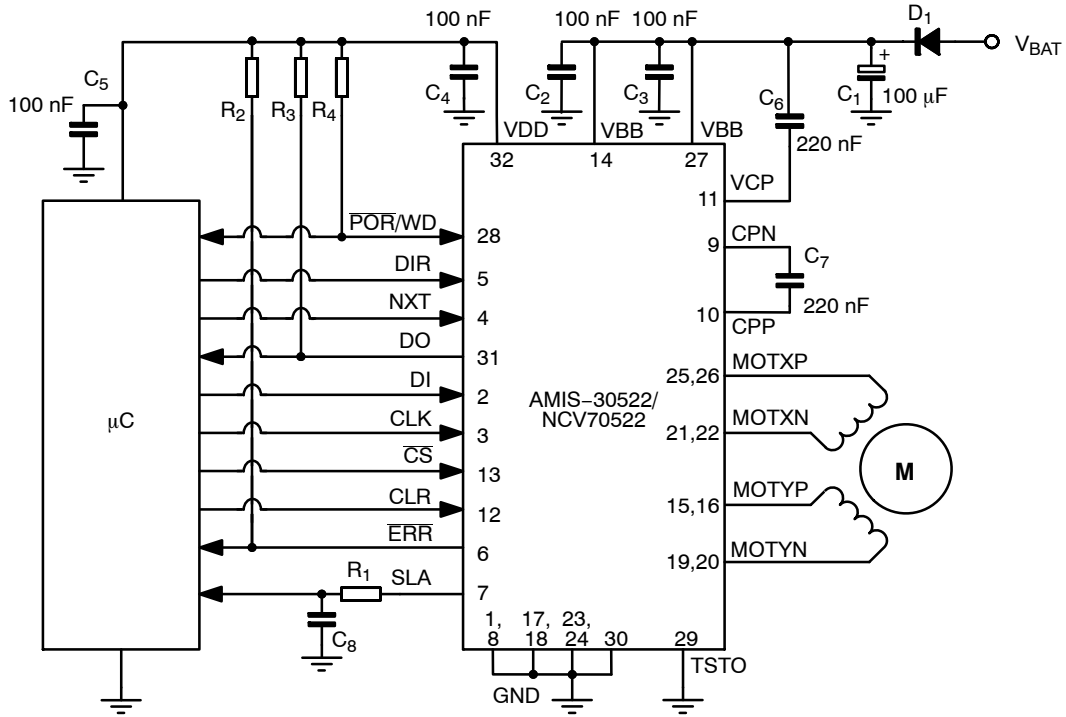 100 nF
100 nF
100 nF
D1
VBAT
C5
100 nF
R2
R3
R4
C4
C2
C3
C6
C1
+
100 μF
VDD
VBB
VBB
220 nF
32
14
27
11
VCP
P̅O̅R̅/WD
28
9
CPN
DIR
5
C7
NXT
4
10
220 nF
CPP
DO
31
MOTXP
25,26
DI
2
AMIS–30522/
NCV70522
μC
CLK
3
21,22
MOTXN
C̅S̅
13
M
CLR
12
15,16
MOTYP
E̅R̅R̅
6
19,20
MOTYN
R1
SLA
7
C8
1,
8
17,
18
23,
24
30
29
TSTO
GND